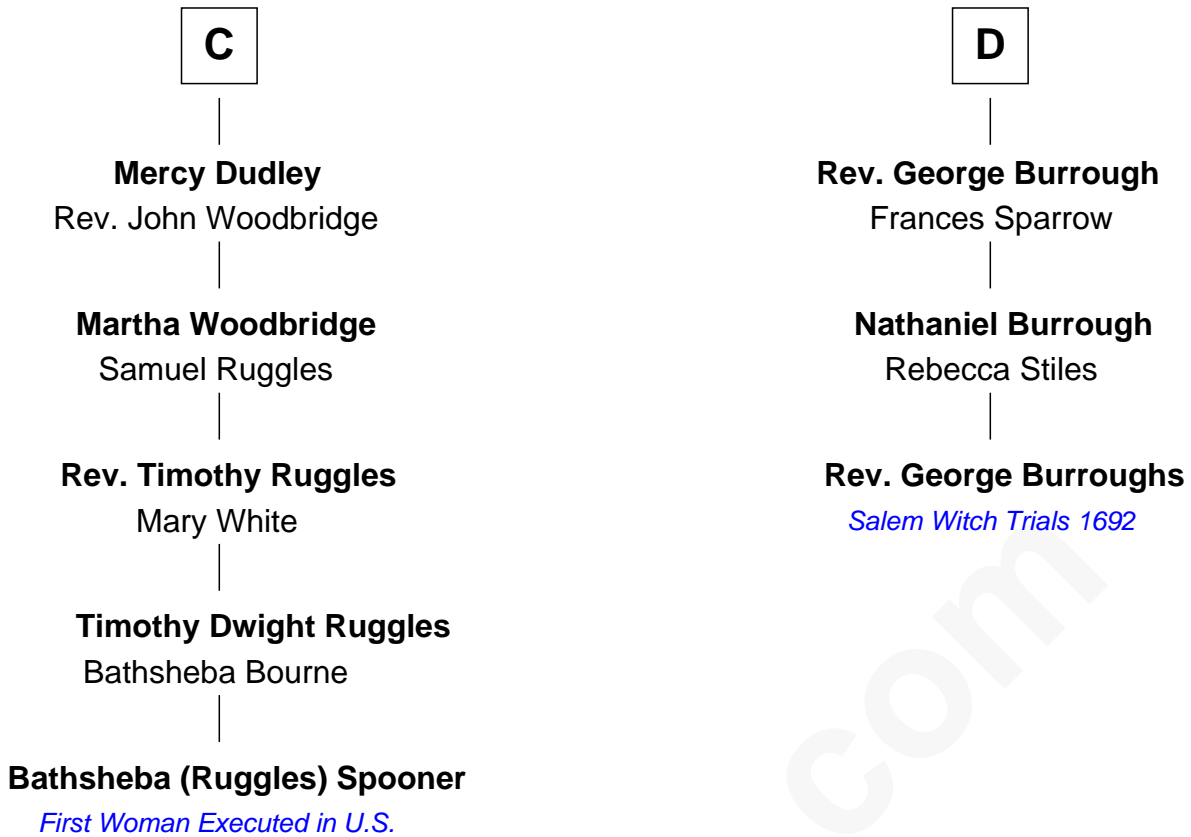 C
Mercy Dudley
Rev. John Woodbridge
Martha Woodbridge
Samuel Ruggles
Rev. Timothy Ruggles
Mary White
Timothy Dwight Ruggles
Bathsheba Bourne
Bathsheba (Ruggles) Spooner
First Woman Executed in U.S.
D
Rev. George Burrough
Frances Sparrow
Nathaniel Burrough
Rebecca Stiles
Rev. George Burroughs
Salem Witch Trials 1692
com